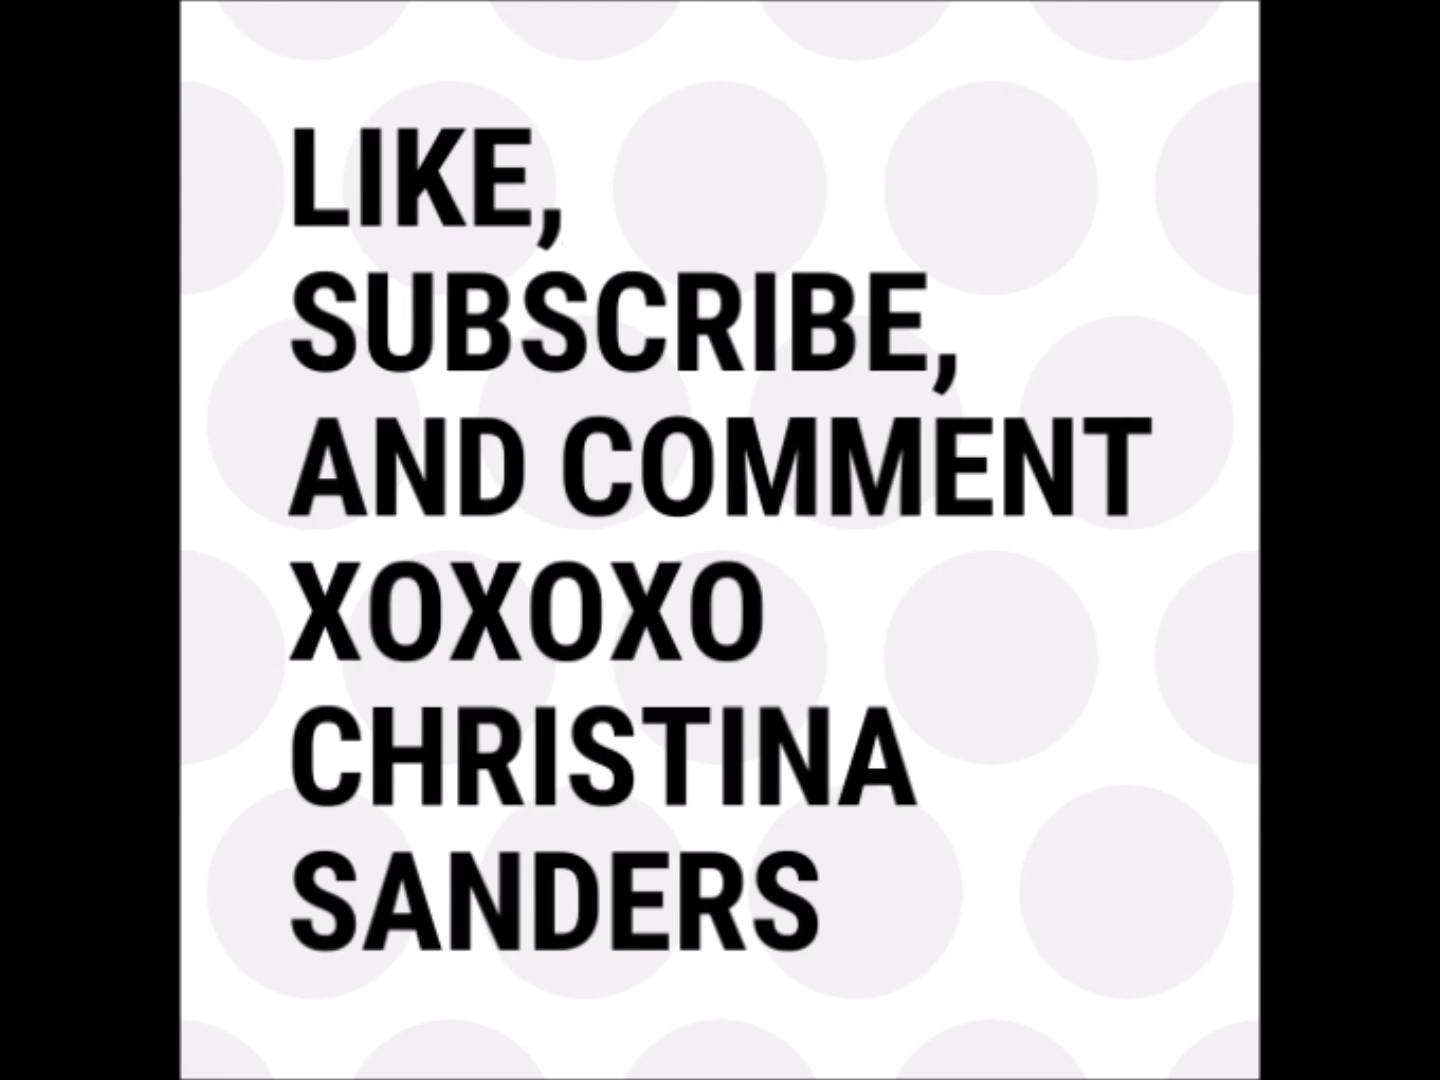 LIKE,
SUBSCRIBE,
AND COMMENT
XOXOXO
CHRISTINA
SANDERS